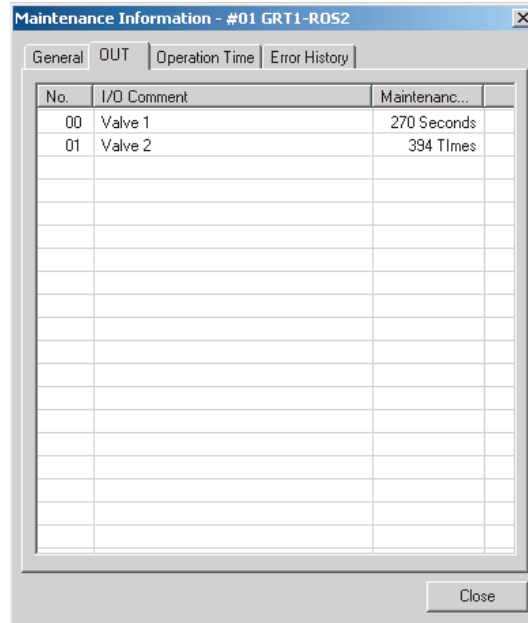 Maintenance Information - #01 GRT1-ROS2
General OUT Operation Time Error History
No. I/O Comment Maintenanc...
00 Valve 1 270 Seconds
01 Valve 2 394 TImes
Close